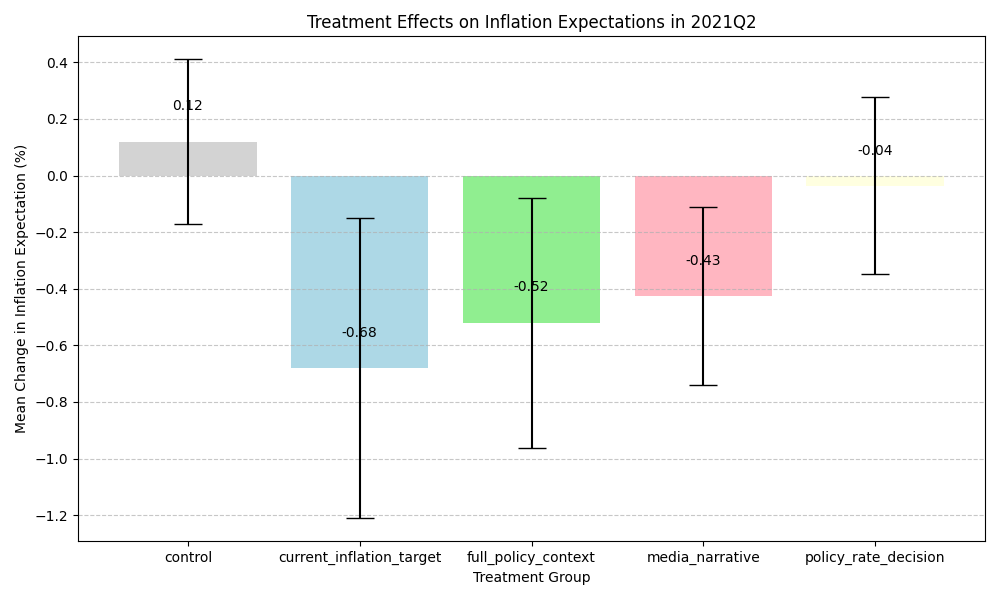 Treatment Effects on Inflation Expectations in 2021Q2
Mean Change in Inflation Expectation (%)
0.4
0.2
0.0
−0.2
−0.4
−0.6
−0.8
−1.0
−1.2
0.12
-0.68
-0.52
-0.43
-0.04
control
current_inflation_target
full_policy_context
media_narrative
policy_rate_decision
Treatment Group